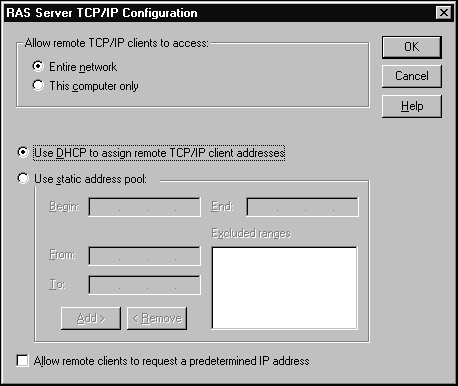 RAS Server TCP/IP Configuration
Allow remote TCP/IP clients to access:
OK
Entire network
Cancel
This computer only
Help
Use DHCP to assign remote TCP/IP client addresses
Use static address pool:
Begin: . . .
End: . . .
Excluded ranges
From: . . .
To: . . .
Add >
< Remove
Allow remote clients to request a predetermined IP address